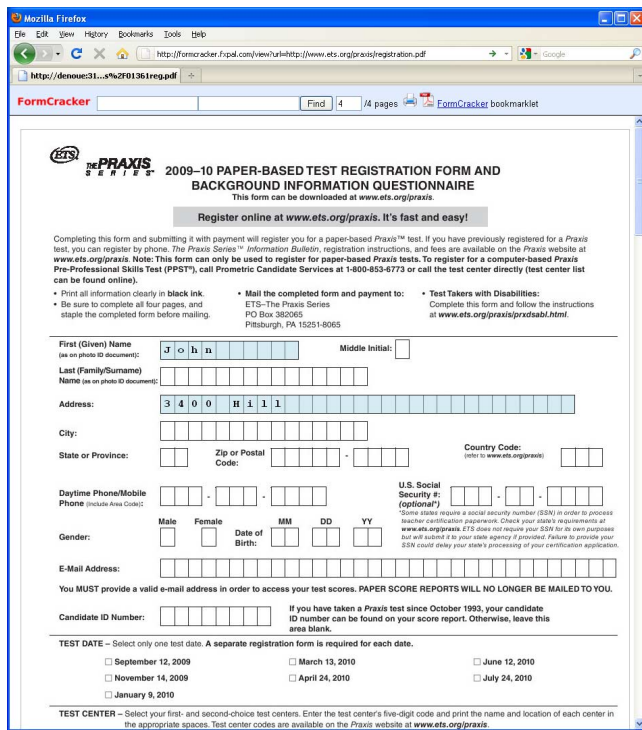 Mozilla Firefox
File Edit View History Bookmarks Tools Help
http://formcracker.fxpal.com/view?url=http://www.ets.org/praxis/registration.pdf
Google
http://denoue:31...s%2F01361reg.pdf
FormCracker Find 4 /4 pages FormCracker bookmarklet
ETS
THE PRAXIS
SERIES™
2009–10 PAPER-BASED TEST REGISTRATION FORM AND
BACKGROUND INFORMATION QUESTIONNAIRE
This form can be downloaded at www.ets.org/praxis.
Register online at www.ets.org/praxis. It's fast and easy!
Completing this form and submitting it with payment will register you for a paper-based Praxis™ test. If you have previously registered for a Praxis
test, you can register by phone. The Praxis Series™ Information Bulletin, registration instructions, and fees are available on the Praxis website at
www.ets.org/praxis. Note: This form can only be used to register for paper-based Praxis tests. To register for a computer-based Praxis
Pre-Professional Skills Test (PPST®), call Prometric Candidate Services at 1-800-853-6773 or call the test center directly (test center list
can be found online).
• Print all information clearly in black ink.
• Be sure to complete all four pages, and
staple the completed form before mailing.
• Mail the completed form and payment to:
ETS–The Praxis Series
PO Box 382065
Pittsburgh, PA 15251-8065
• Test Takers with Disabilities:
Complete this form and follow the instructions
at www.ets.org/praxis/prxdsabl.html.
First (Given) Name
(as on photo ID document):
John
Middle Initial:
Last (Family/Surname)
Name (as on photo ID document):
Address:
3400 Hill
City:
State or Province:
Zip or Postal
Code:
-
Country Code:
(refer to www.ets.org/praxis)
Daytime Phone/Mobile
Phone (Include Area Code):
- -
U.S. Social
Security #:
(optional*)
- -
*Some states require a social security number (SSN) in order to process
teacher certification paperwork. Check your state's requirements at
www.ets.org/praxis. ETS does not require your SSN for its own purposes
but will submit it to your state agency if provided. Failure to provide your
SSN could delay your state's processing of your certification application.
Gender:
Male Female
Date of
Birth:
MM DD YY
E-Mail Address:
You MUST provide a valid e-mail address in order to access your test scores. PAPER SCORE REPORTS WILL NO LONGER BE MAILED TO YOU.
Candidate ID Number:
If you have taken a Praxis test since October 1993, your candidate
ID number can be found on your score report. Otherwise, leave this
area blank.
TEST DATE – Select only one test date. A separate registration form is required for each date.
September 12, 2009 March 13, 2010 June 12, 2010
November 14, 2009 April 24, 2010 July 24, 2010
January 9, 2010
TEST CENTER – Select your first- and second-choice test centers. Enter the test center's five-digit code and print the name and location of each center in
the appropriate spaces. Test center codes are available on the Praxis website at www.ets.org/praxis.